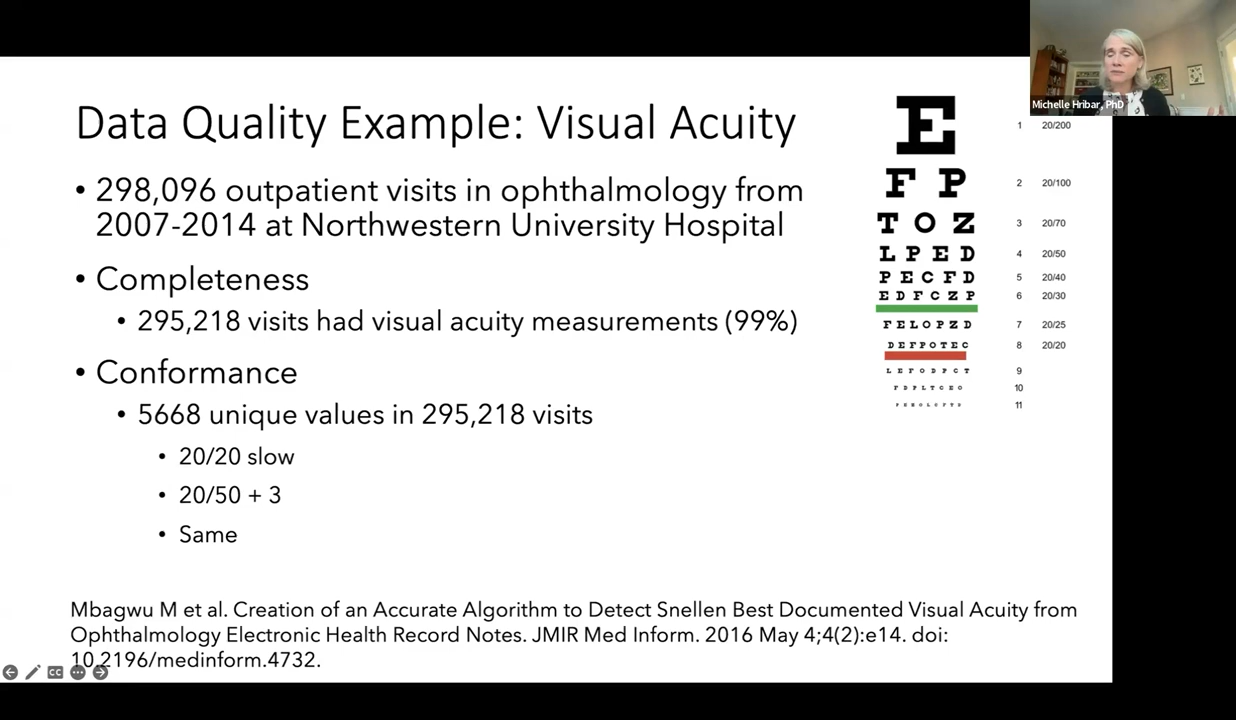 Michelle Hribar, PhD
Data Quality Example: Visual Acuity
• 298,096 outpatient visits in ophthalmology from
2007-2014 at Northwestern University Hospital
• Completeness
• 295,218 visits had visual acuity measurements (99%)
• Conformance
• 5668 unique values in 295,218 visits
• 20/20 slow
• 20/50 + 3
• Same
E 1 20/200
F P 2 20/100
T O Z 3 20/70
L P E D 4 20/50
P E C F D 5 20/40
E D F C Z P 6 20/30
F E L O P Z D 7 20/25
D E F P O T E C 8 20/20
L E F O D P C T 9
F D P L T C E O 10
11
Mbagwu M et al. Creation of an Accurate Algorithm to Detect Snellen Best Documented Visual Acuity from
Ophthalmology Electronic Health Record Notes. JMIR Med Inform. 2016 May 4;4(2):e14. doi:
10.2196/medinform.4732.
CC